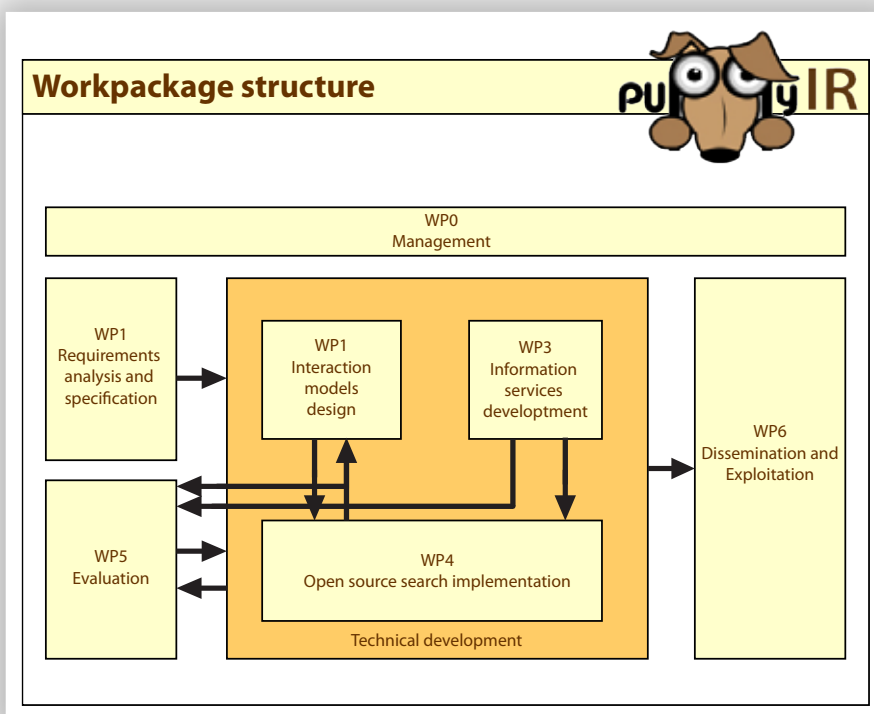 Workpackage structure
puppyIR
WP0
Management
WP1
Requirements
analysis and
specification
WP1
Interaction
models
design
WP3
Information
services
developtment
WP6
Dissemination and
Exploitation
WP5
Evaluation
WP4
Open source search implementation
Technical development